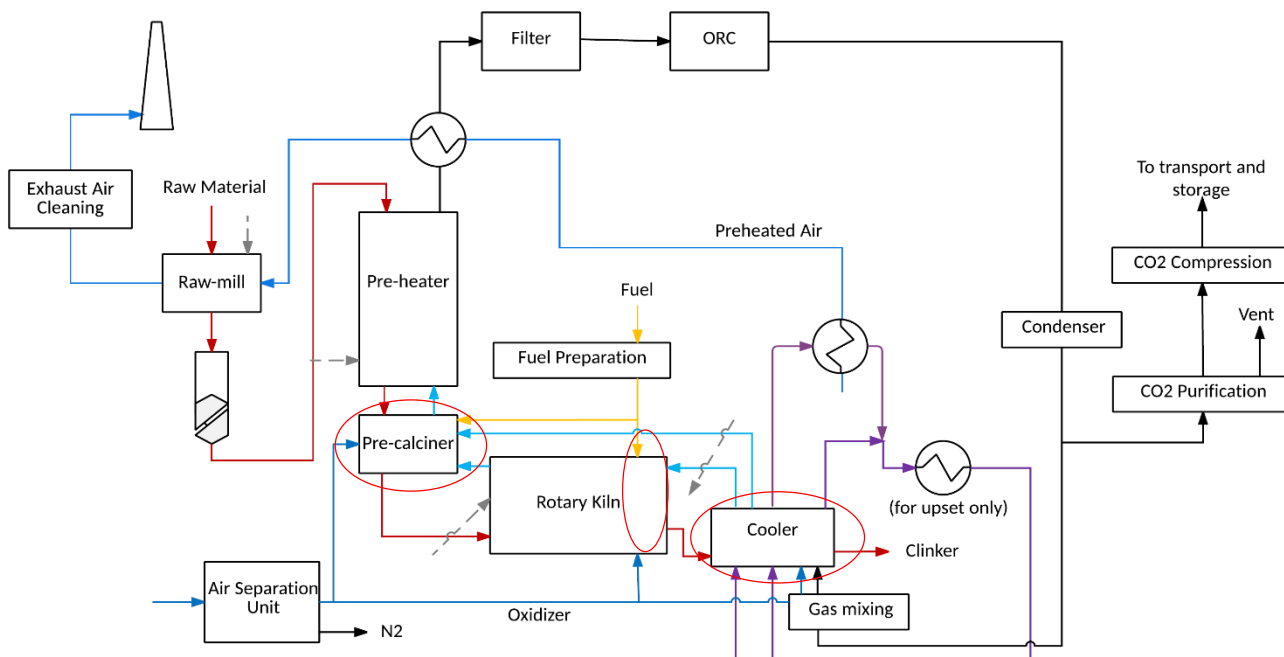 Filter
ORC
To transport and
storage
Exhaust Air
Cleaning
Raw Material
Preheated Air
CO2 Compression
Raw-mill
Pre-heater
Fuel
Vent
Condenser
Fuel Preparation
CO2 Purification
Pre-calciner
Rotary Kiln
(for upset only)
Cooler
Clinker
Air Separation
Unit
Oxidizer
Gas mixing
N2